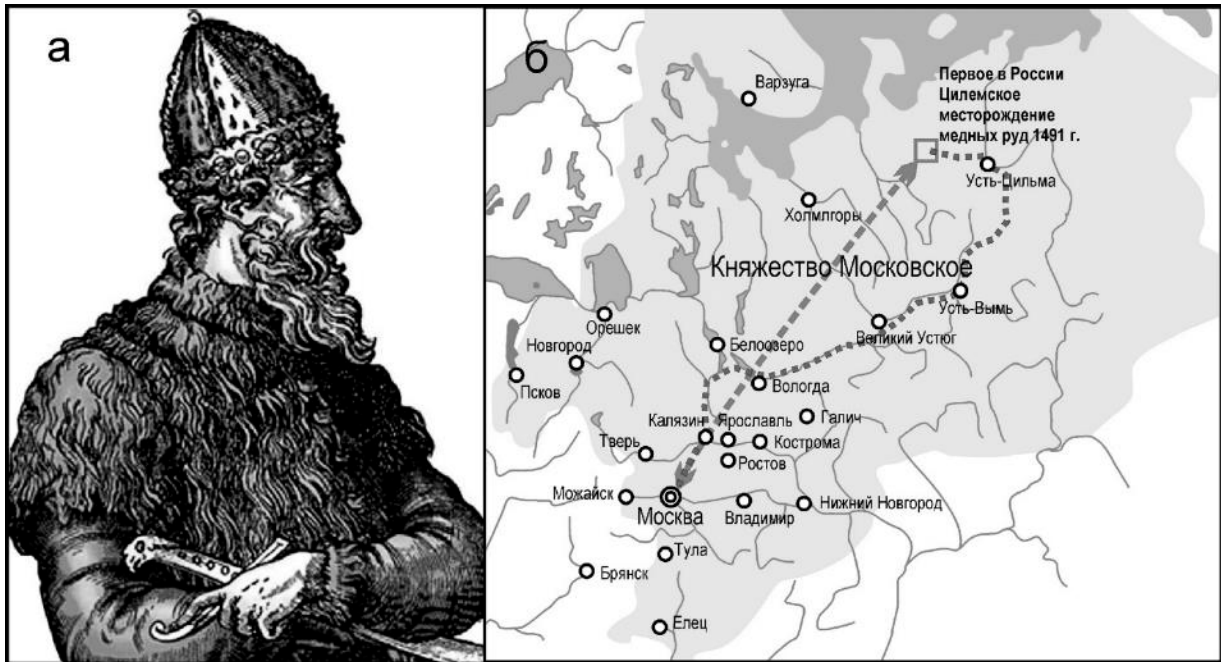 а
б
Варзуга
Первое в России
Цилемское
месторождение
медных руд 1491 г.
Усть-Цильма
Холмлгоры
Княжество Московское
Усть-Вымь
Орешек
Великий Устюг
Белоозеро
Новгород
Псков
Вологда
Галич
Калязин
Ярославль
Тверь
Кострома
Ростов
Можайск
Москва
Владимир
Нижний Новгород
Тула
Брянск
Елец